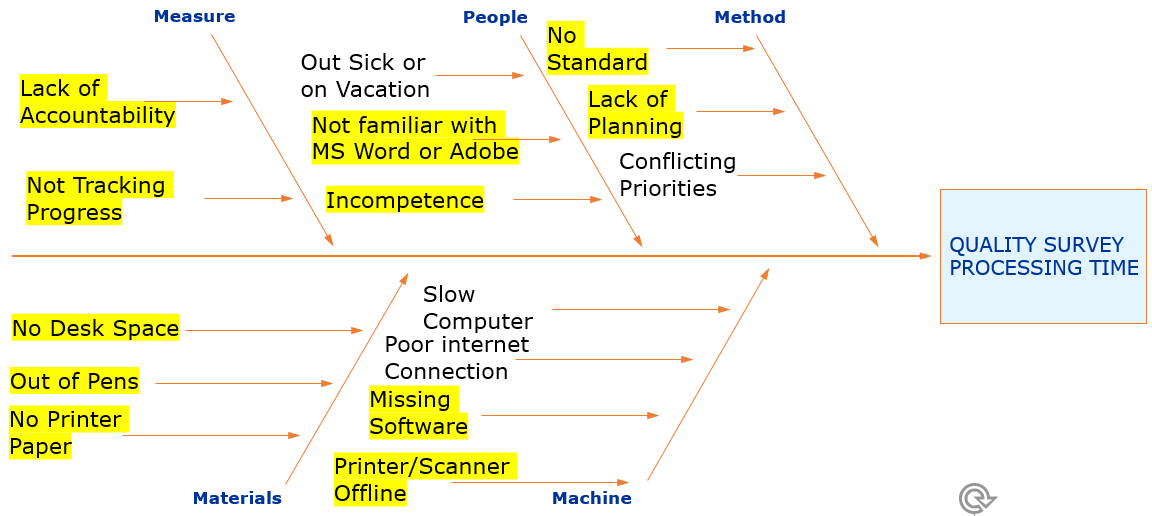 Measure
People
Method
Lack of
Accountability
Not Tracking
Progress
Out Sick or
on Vacation
Not familiar with
MS Word or Adobe
Incompetence
No
Standard
Lack of
Planning
Conflicting
Priorities
QUALITY SURVEY
PROCESSING TIME
No Desk Space
Out of Pens
No Printer
Paper
Materials
Slow
Computer
Poor internet
Connection
Missing
Software
Printer/Scanner
Offline
Machine